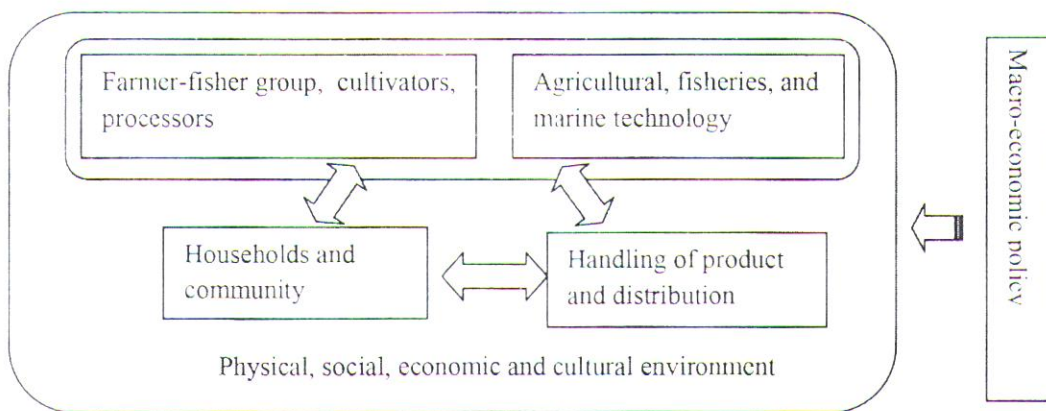 Farmer-fisher group, cultivators,
processors
Agricultural, fisheries, and
marine technology
Households and
community
Handling of product
and distribution
Physical, social, economic and cultural environment
Macro-economic policy